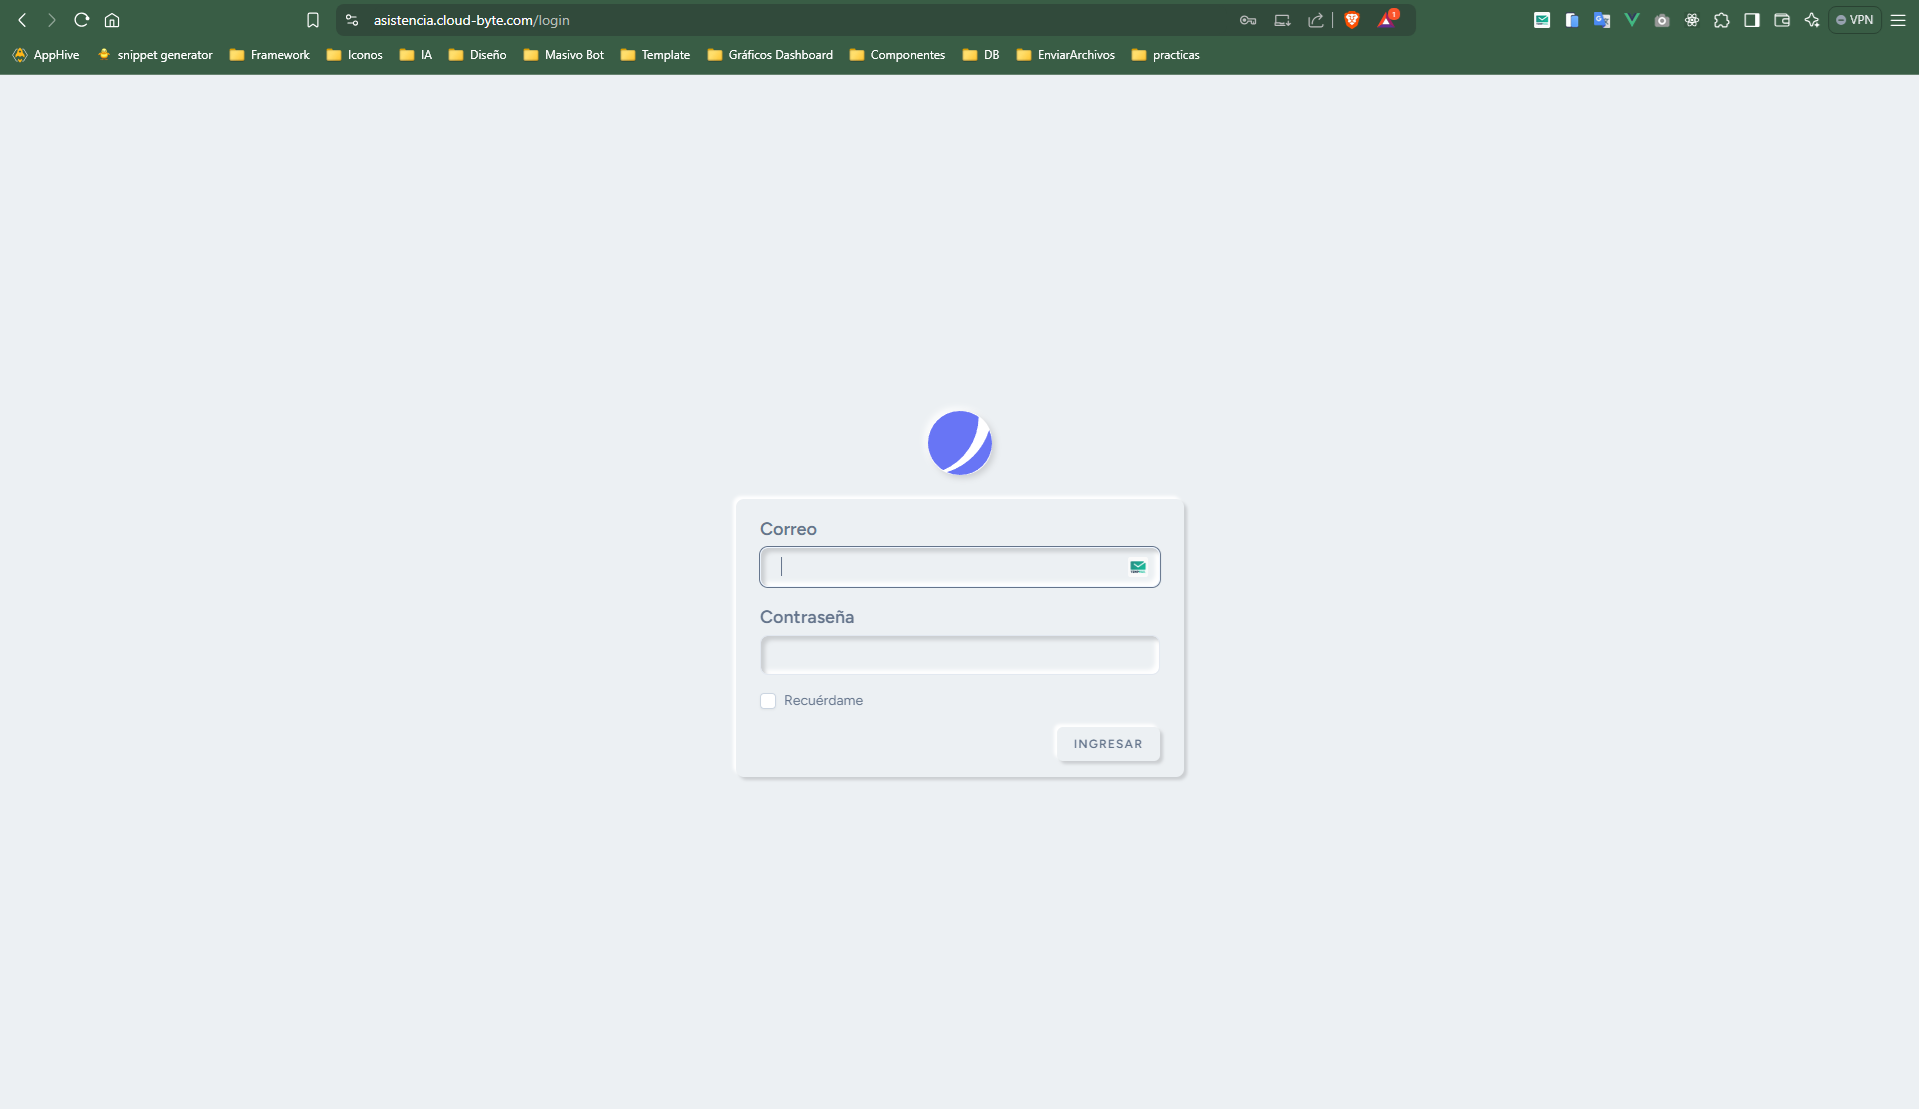 asistencia.cloud-byte.com/login
1
VPN
AppHive snippet generator Framework Iconos IA Diseño Masivo Bot Template Gráficos Dashboard Componentes DB EnviarArchivos practicas
Correo
Contraseña
Recuérdame
INGRESAR